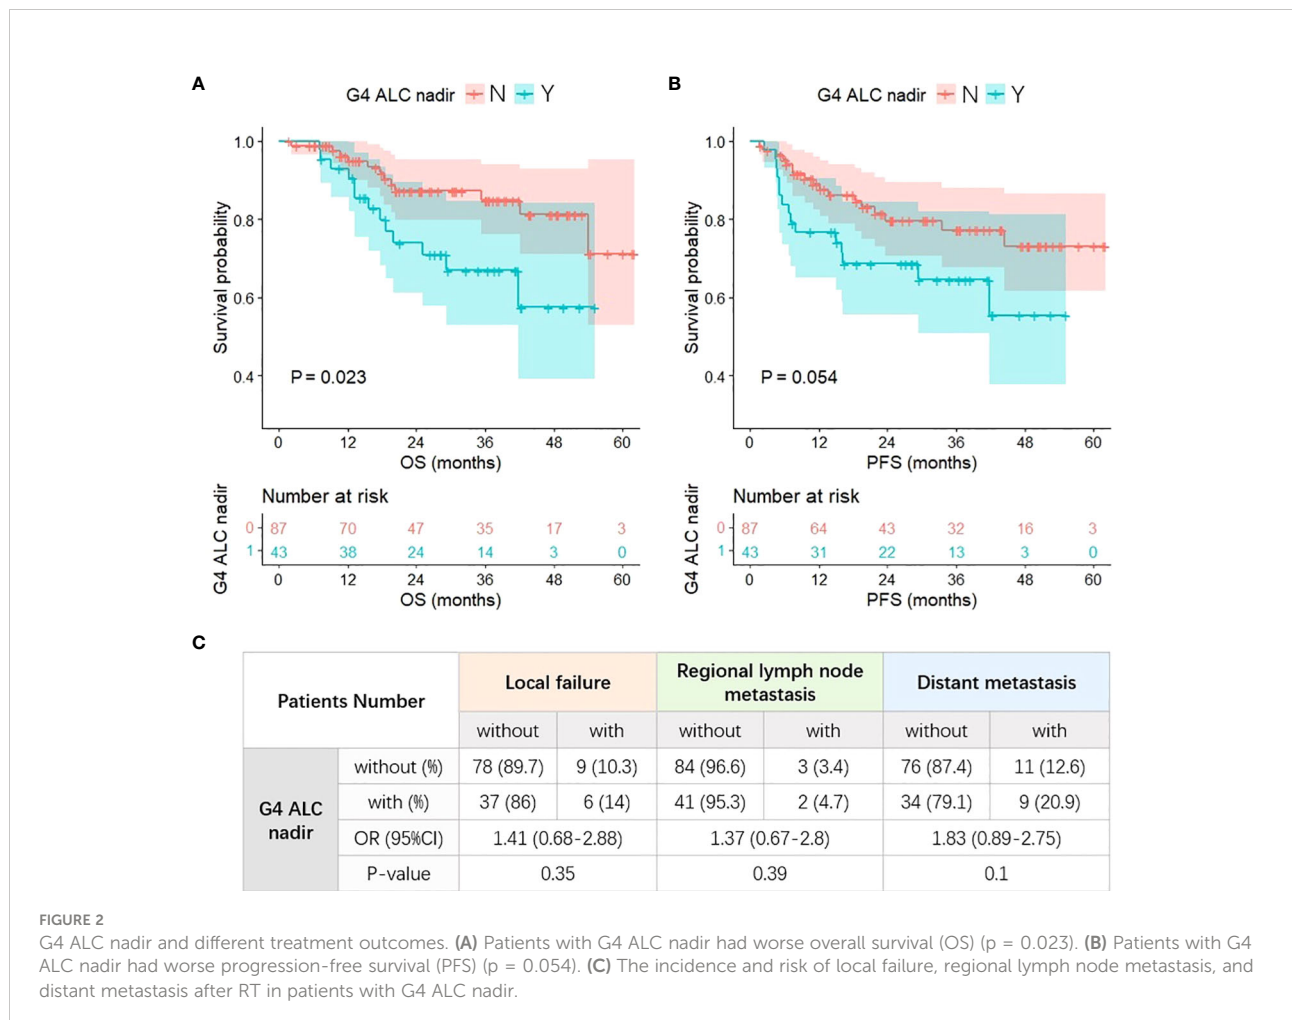 A
G4 ALC nadir N Y
1.0
0.8
0.6
0.4
Survival probability
P = 0.023
0 12 24 36 48 60
OS (months)
Number at risk
G4 ALC nadir
0 87 70 47 35 17 3
1 43 38 24 14 3 0
0 12 24 36 48 60
OS (months)
B
G4 ALC nadir N Y
1.0
0.8
0.6
0.4
Survival probability
P = 0.054
0 12 24 36 48 60
PFS (months)
Number at risk
G4 ALC nadir
0 87 64 43 32 16 3
1 43 31 22 13 3 0
0 12 24 36 48 60
PFS (months)
C
Patients Number Local failure Regional lymph node metastasis Distant metastasis
without with without with without with
G4 ALC nadir
without (%) 78 (89.7) 9 (10.3) 84 (96.6) 3 (3.4) 76 (87.4) 11 (12.6)
with (%) 37 (86) 6 (14) 41 (95.3) 2 (4.7) 34 (79.1) 9 (20.9)
OR (95%CI) 1.41 (0.68-2.88) 1.37 (0.67-2.8) 1.83 (0.89-2.75)
P-value 0.35 0.39 0.1
FIGURE 2
G4 ALC nadir and different treatment outcomes. (A) Patients with G4 ALC nadir had worse overall survival (OS) (p = 0.023). (B) Patients with G4
ALC nadir had worse progression-free survival (PFS) (p = 0.054). (C) The incidence and risk of local failure, regional lymph node metastasis, and
distant metastasis after RT in patients with G4 ALC nadir.